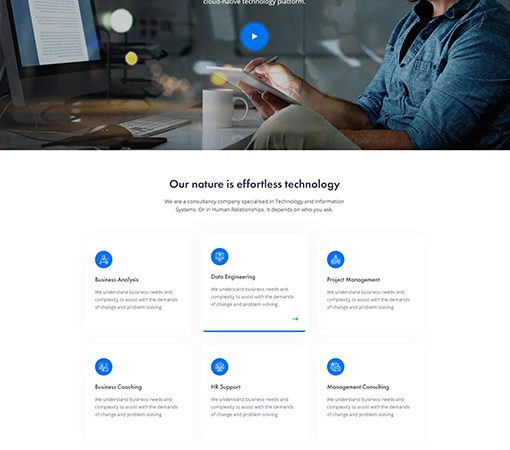 cloud-native technology platform.
Our nature is effortless technology
We are a consultancy company specialised in Technology and Information
Systems. Or in Human Relationships. It depends on who you ask.
Business Analysis
We understand business needs and
complexity to assist with the demands
of change and problem solving
Data Engineering
We understand business needs and
complexity to assist with the demands
of change and problem solving
→
Project Management
We understand business needs and
complexity to assist with the demands
of change and problem solving
Business Coaching
We understand business needs and
complexity to assist with the demands
of change and problem solving
HR Support
We understand business needs and
complexity to assist with the demands
of change and problem solving
Management Consulting
We understand business needs and
complexity to assist with the demands
of change and problem solving